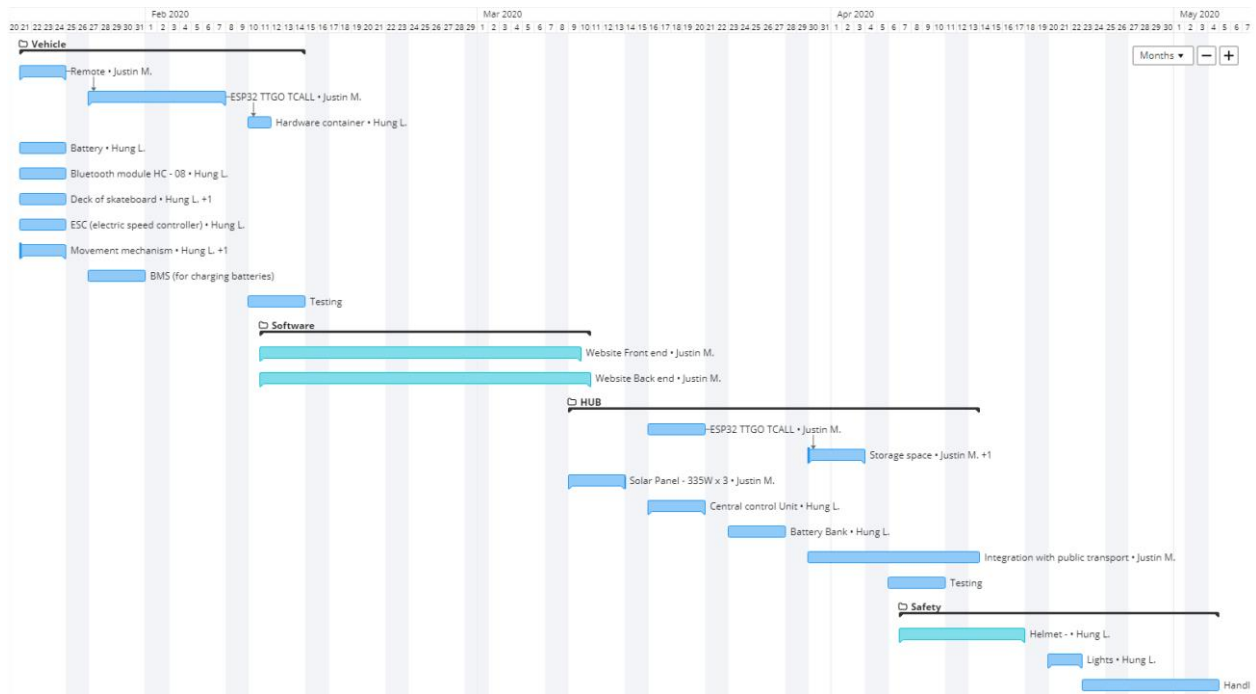 Feb 2020 Mar 2020 Apr 2020 May 2020
20 21 22 23 24 25 26 27 28 29 30 31 1 2 3 4 5 6 7 8 9 10 11 12 13 14 15 16 17 18 19 20 21 22 23 24 25 26 27 28 29 1 2 3 4 5 6 7 8 9 10 11 12 13 14 15 16 17 18 19 20 21 22 23 24 25 26 27 28 29 30 31 1 2 3 4 5 6 7 8 9 10 11 12 13 14 15 16 17 18 19 20 21 22 23 24 25 26 27 28 29 30 1 2 3 4 5 6 7
Vehicle
Months
Remote • Justin M.
ESP32 TTGO TCALL • Justin M.
Hardware container • Hung L.
Battery • Hung L.
Bluetooth module HC - 08 • Hung L.
Deck of skateboard • Hung L. +1
ESC (electric speed controller) • Hung L.
Movement mechanism • Hung L. +1
BMS (for charging batteries)
Testing
Software
Website Front end • Justin M.
Website Back end • Justin M.
HUB
ESP32 TTGO TCALL • Justin M.
Storage space • Justin M. +1
Solar Panel - 335W x 3 • Justin M.
Central control Unit • Hung L.
Battery Bank • Hung L.
Integration with public transport • Justin M.
Testing
Safety
Helmet - • Hung L.
Lights • Hung L.
Handl